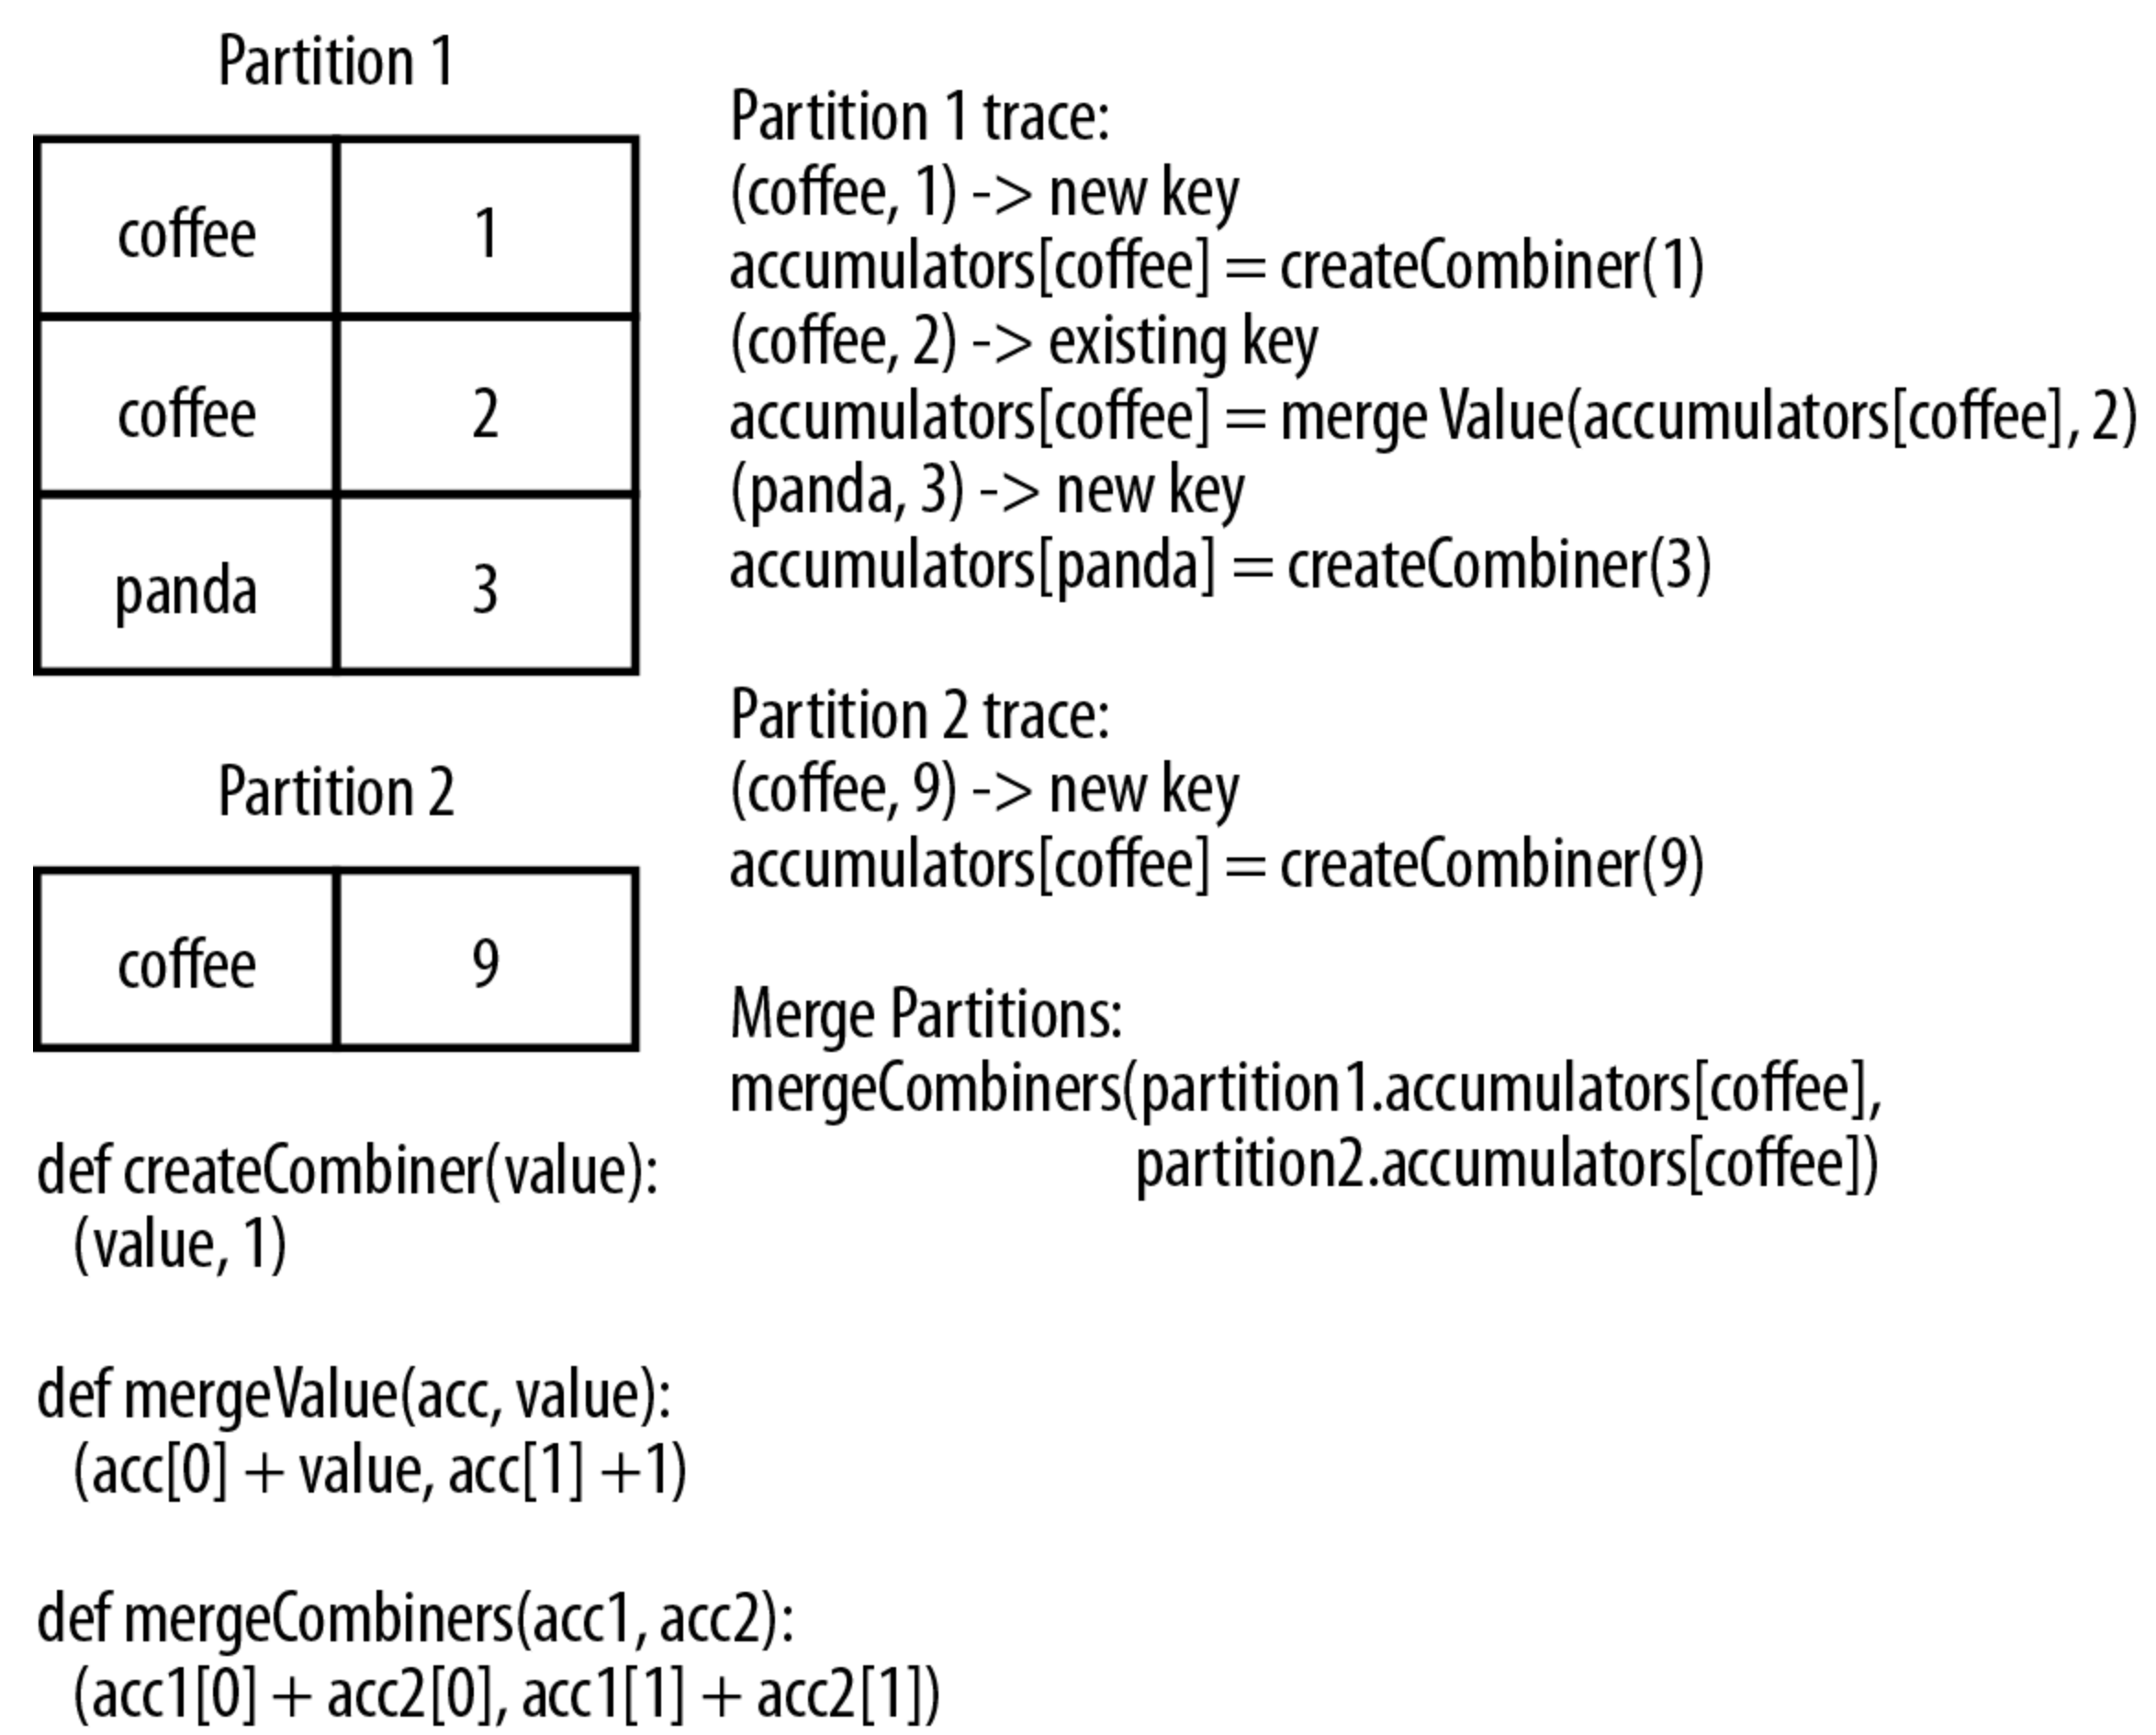 Partition 1
coffee 1
coffee 2
panda 3
Partition 2
coffee 9
def createCombiner(value):
(value, 1)
def mergeValue(acc, value):
(acc[0] + value, acc[1] +1)
def mergeCombiners(acc1, acc2):
(acc1[0] + acc2[0], acc1[1] + acc2[1])
Partition 1 trace:
(coffee, 1) -> new key
accumulators[coffee] = createCombiner(1)
(coffee, 2) -> existing key
accumulators[coffee] = merge Value(accumulators[coffee], 2)
(panda, 3) -> new key
accumulators[panda] = createCombiner(3)
Partition 2 trace:
(coffee, 9) -> new key
accumulators[coffee] = createCombiner(9)
Merge Partitions:
mergeCombiners(partition1.accumulators[coffee],
partition2.accumulators[coffee])